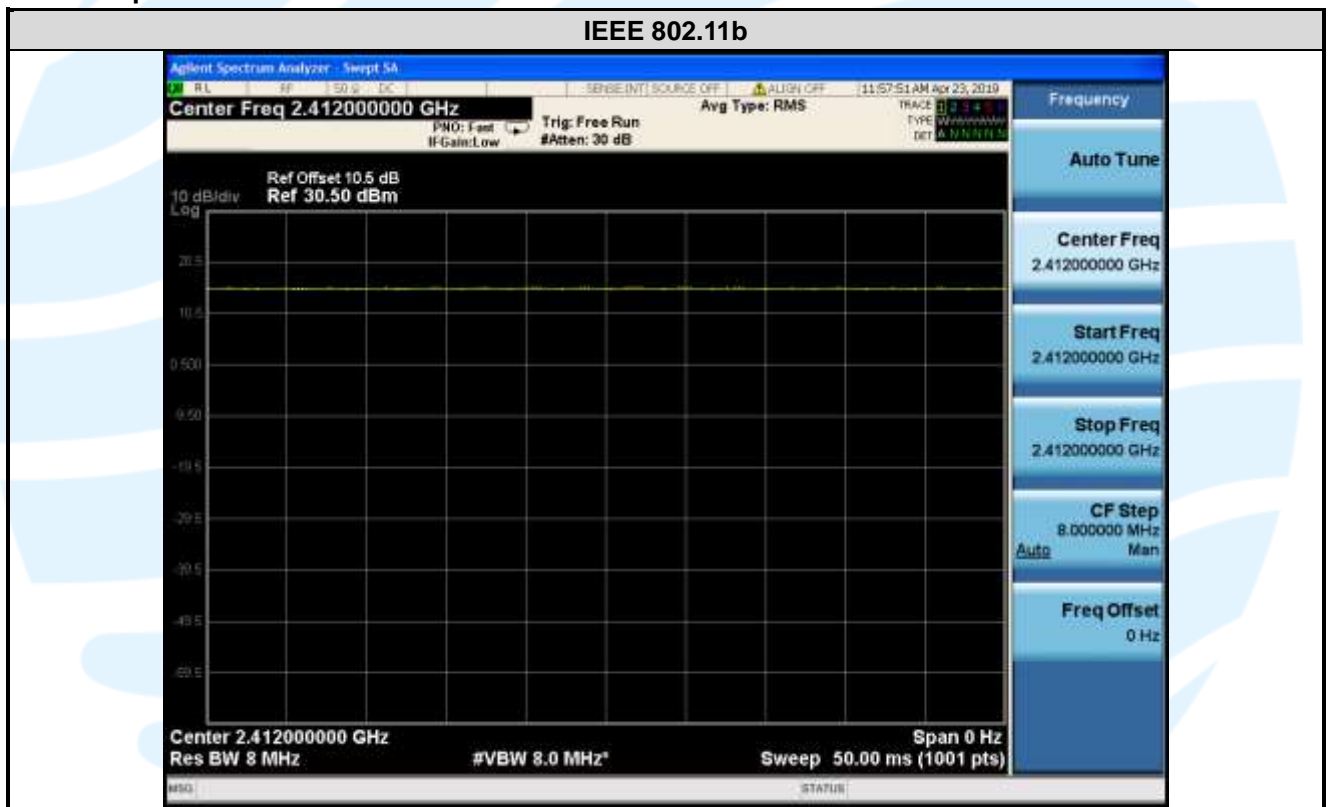 IEEE 802.11b
Agilent Spectrum Analyzer - Swept SA
RL RF 50 Ω DC SENSE:INT SOURCE OFF ALIGN OFF 11:57:51 AM Apr 23, 2019
Center Freq 2.412000000 GHz
Avg Type: RMS
TRACE 1 2 3 4 5 6
TYPE
DET A N N N N N
PNO: Fast
IFGain:Low
Trig: Free Run
#Atten: 30 dB
Ref Offset 10.5 dB
10 dB/div Ref 30.50 dBm
Log
20.5
10.5
0.500
-9.50
-19.5
-29.5
-39.5
-49.5
-59.5
Center 2.412000000 GHz Span 0 Hz
Res BW 8 MHz #VBW 8.0 MHz* Sweep 50.00 ms (1001 pts)
MSG STATUS
Frequency
Auto Tune
Center Freq
2.412000000 GHz
Start Freq
2.412000000 GHz
Stop Freq
2.412000000 GHz
CF Step
8.000000 MHz
Auto Man
Freq Offset
0 Hz